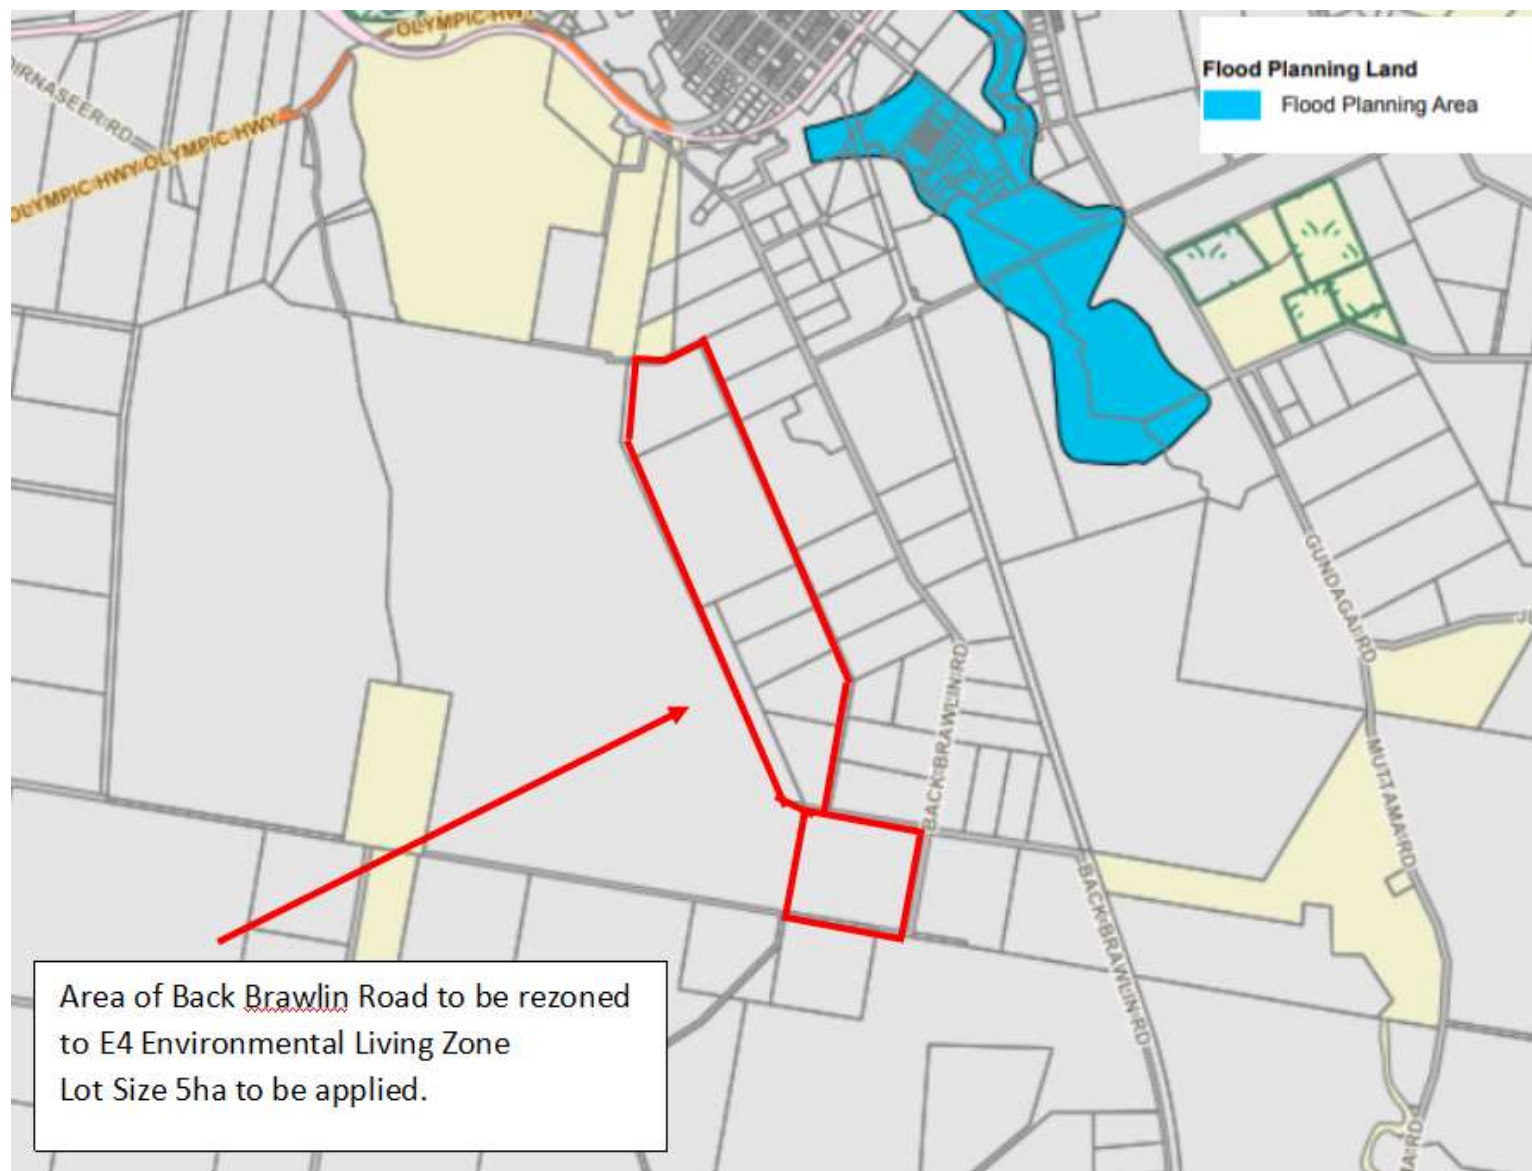 OLYMPIC HWY
DIRNASEER RD
OLYMPIC HWY OLYMPIC HWY
Flood Planning Land
Flood Planning Area
GUNDAGAI RD
BACK BRAWLIN RD
MUTTAMA RD
BACK BRAWLIN RD
Area of Back Brawlin Road to be rezoned
to E4 Environmental Living Zone
Lot Size 5ha to be applied.